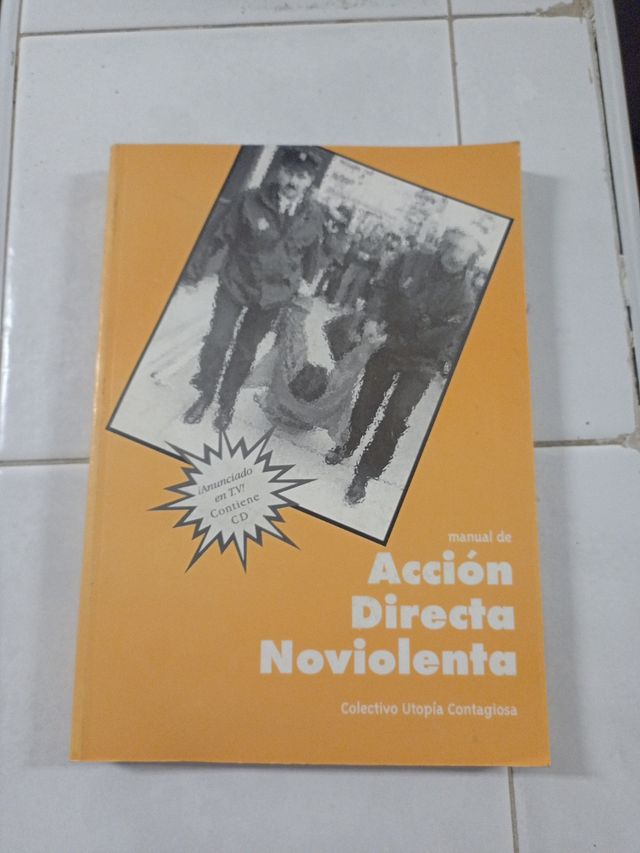 ¡Anunciado
en TV!
Contiene
CD
manual de
Acción
Directa
Noviolenta
Colectivo Utopía Contagiosa